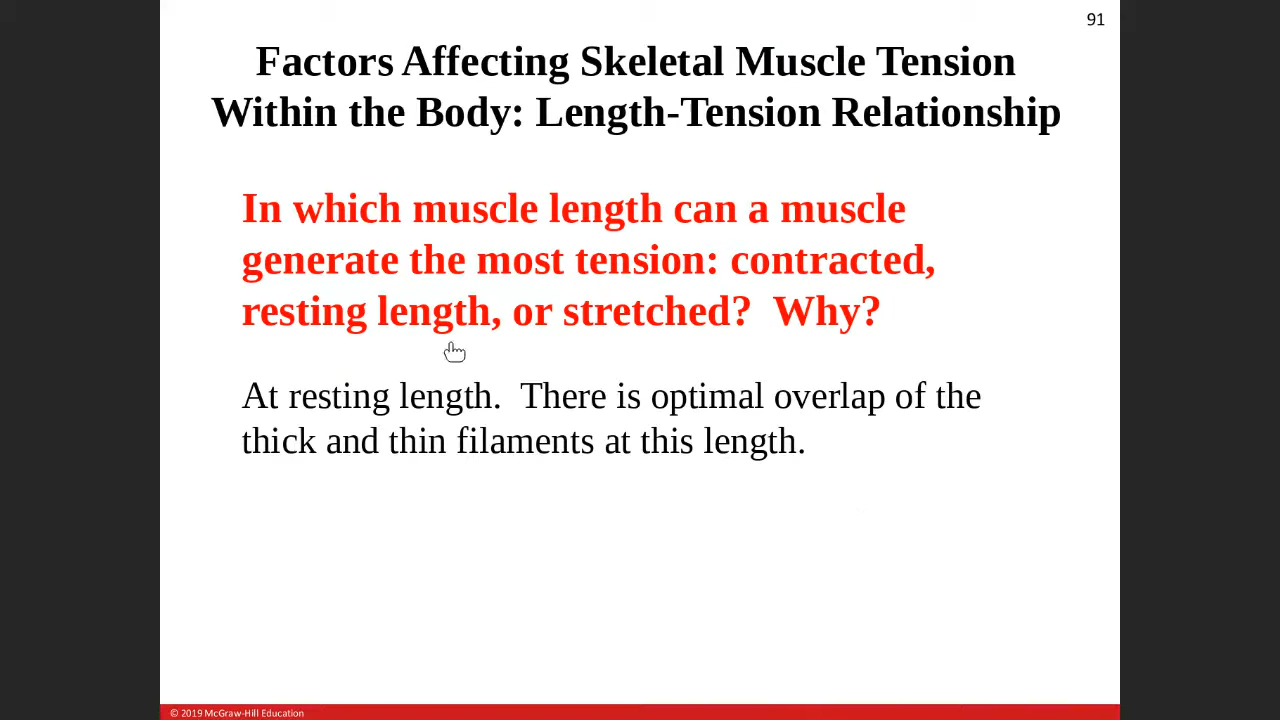 91
Factors Affecting Skeletal Muscle Tension
Within the Body: Length-Tension Relationship
In which muscle length can a muscle
generate the most tension: contracted,
resting length, or stretched?  Why?
At resting length.  There is optimal overlap of the
thick and thin filaments at this length.
© 2019 McGraw-Hill Education